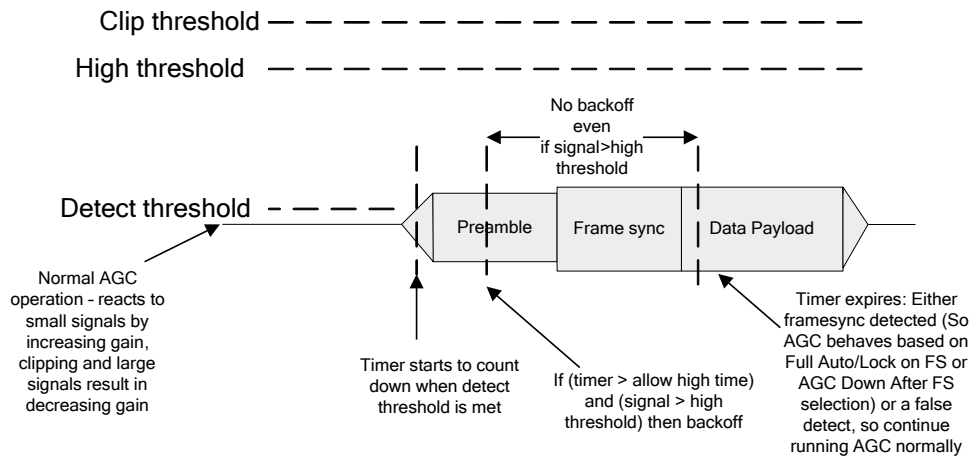 Clip threshold
High threshold
No backoff
even
if signal>high
threshold
Detect threshold
Preamble
Frame sync
Data Payload
Normal AGC
operation - reacts to
small signals by
increasing gain,
clipping and large
signals result in
decreasing gain
Timer starts to count
down when detect
threshold is met
If (timer > allow high time)
and (signal > high
threshold) then backoff
Timer expires: Either
framesync detected (So
AGC behaves based on
Full Auto/Lock on FS or
AGC Down After FS
selection) or a false
detect, so continue
running AGC normally